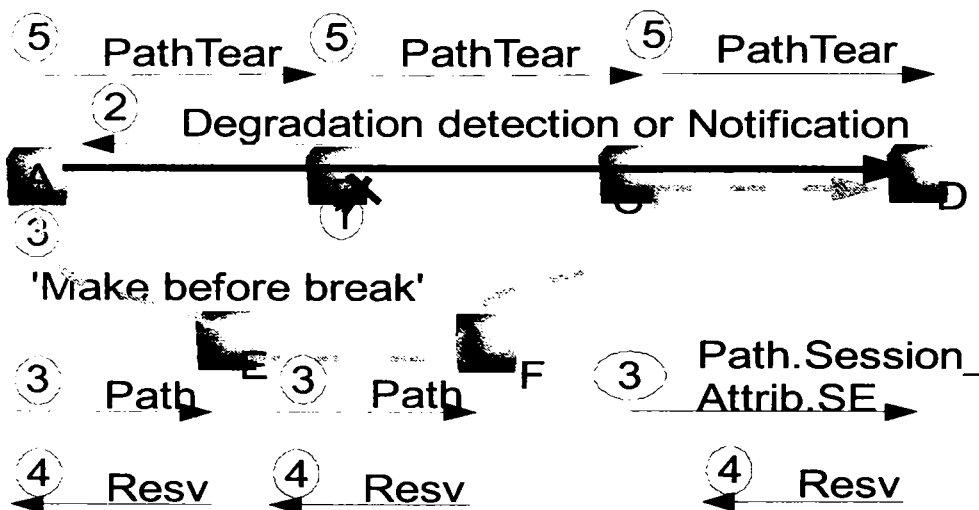 5 PathTear 5 PathTear 5 PathTear
2 Degradation detection or Notification
A C D
1
3
'Make before break'
E F
3 Path 3 Path 3 Path.Session_
Attrib.SE
4 Resv 4 Resv 4 Resv